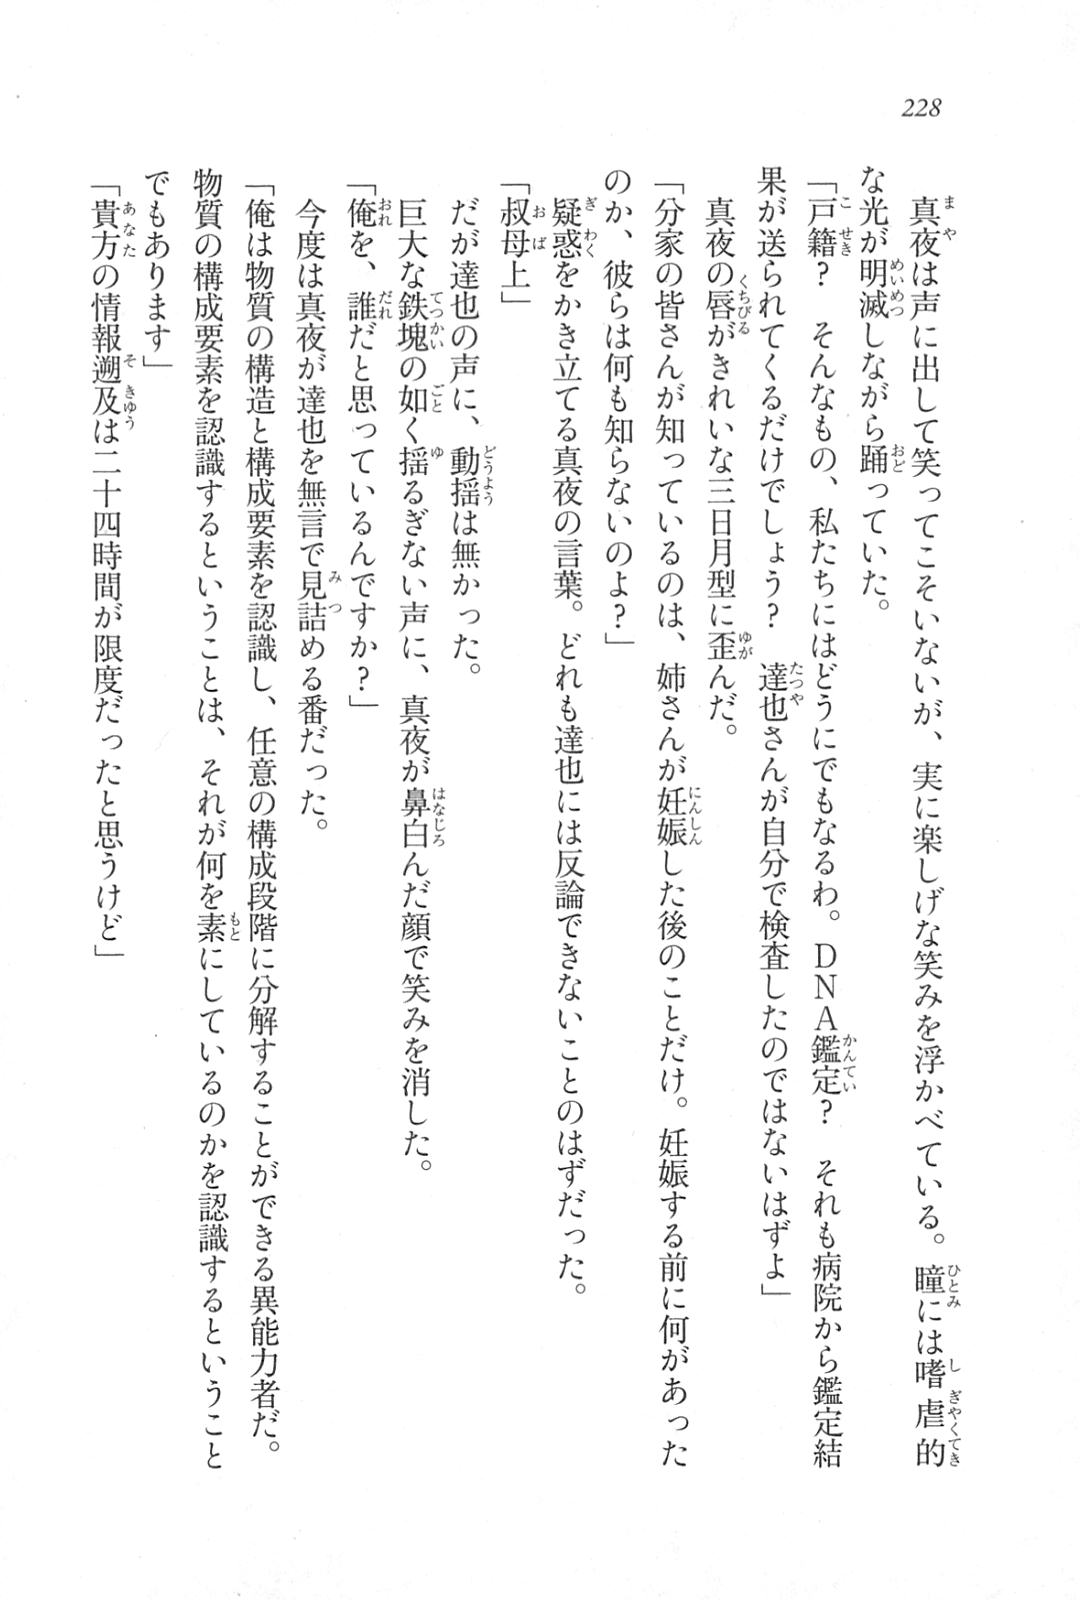 228
真夜は声に出して笑ってこそいないが、実に楽しげな笑みを浮かべている。瞳には嗜虐的
な光が明滅しながら踊っていた。
「戸籍？　そんなもの、私たちにはどうにでもなるわ。ＤＮＡ鑑定？　それも病院から鑑定結
果が送られてくるだけでしょう？　達也さんが自分で検査したのではないはずよ」
真夜の唇がきれいな三日月型に歪んだ。
「分家の皆さんが知っているのは、姉さんが妊娠した後のことだけ。妊娠する前に何があった
のか、彼らは何も知らないのよ？」
疑惑をかき立てる真夜の言葉。どれも達也には反論できないことのはずだった。
「叔母上」
だが達也の声に、動揺は無かった。
巨大な鉄塊の如く揺るぎない声に、真夜が鼻白んだ顔で笑みを消した。
「俺を、誰だと思っているんですか？」
今度は真夜が達也を無言で見詰める番だった。
「俺は物質の構造と構成要素を認識し、任意の構成段階に分解することができる異能力者だ。
物質の構成要素を認識するということは、それが何を素にしているのかを認識するということ
でもあります」
「貴方の情報遡及は二十四時間が限度だったと思うけど」